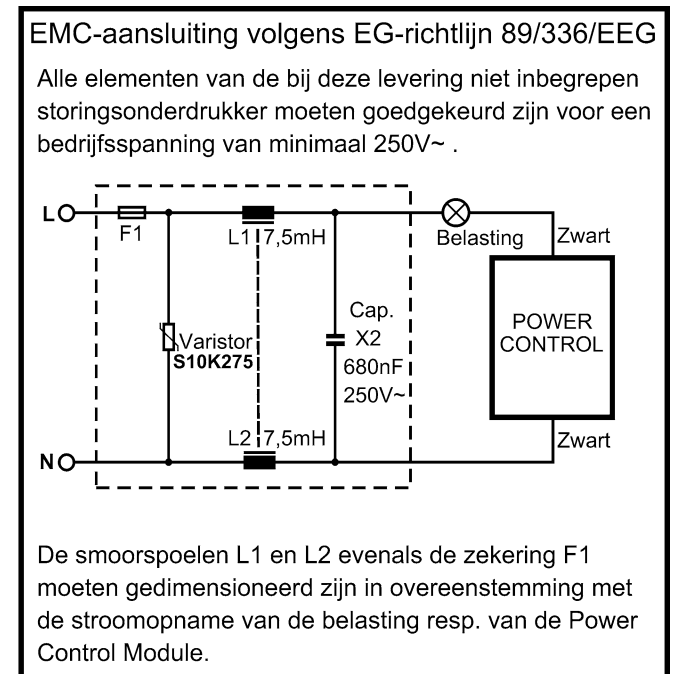 EMC-aansluiting volgens EG-richtlijn 89/336/EEG
Alle elementen van de bij deze levering niet inbegrepen
storingsonderdrukker moeten goedgekeurd zijn voor een
bedrijfsspanning van minimaal 250V~ .
L
F1
L1 7,5mH
Belasting
Zwart
Varistor
S10K275
Cap.
X2
680nF
250V~
POWER
CONTROL
L2 7,5mH
Zwart
N
De smoorspoelen L1 en L2 evenals de zekering F1
moeten gedimensioneerd zijn in overeenstemming met
de stroomopname van de belasting resp. van de Power
Control Module.